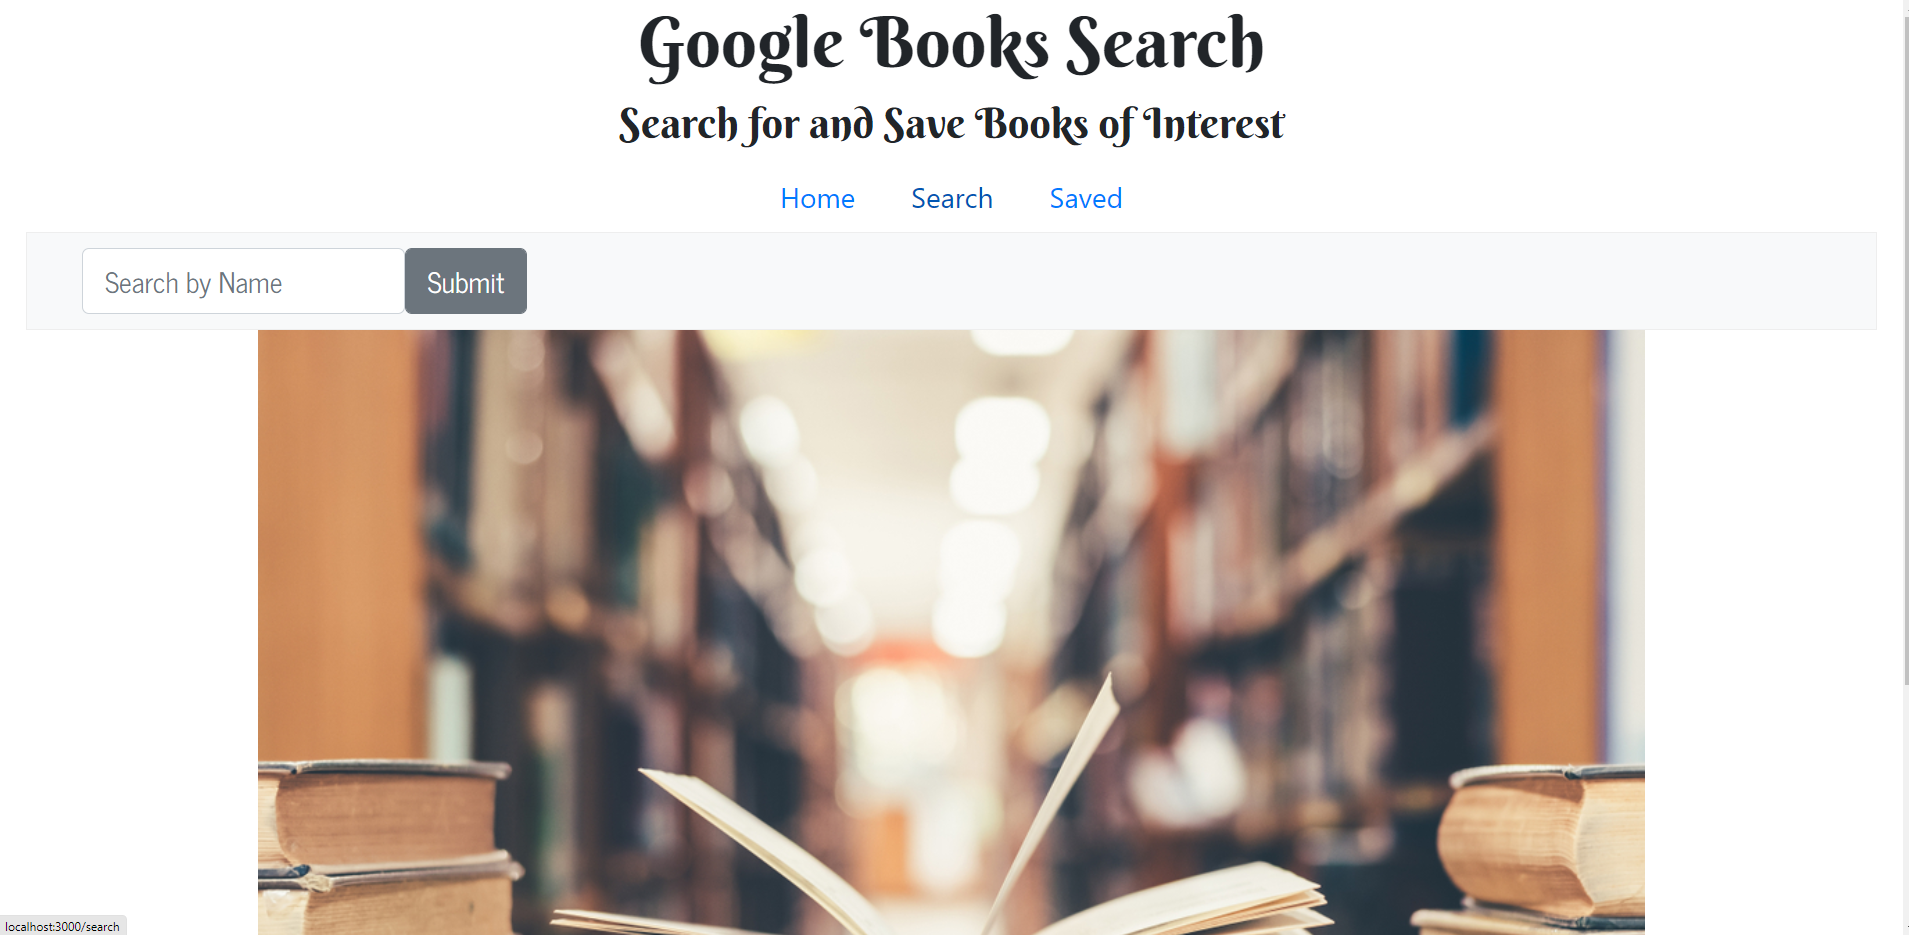 Google Books Search
Search for and Save Books of Interest
Home Search Saved
Search by Name Submit
localhost:3000/search